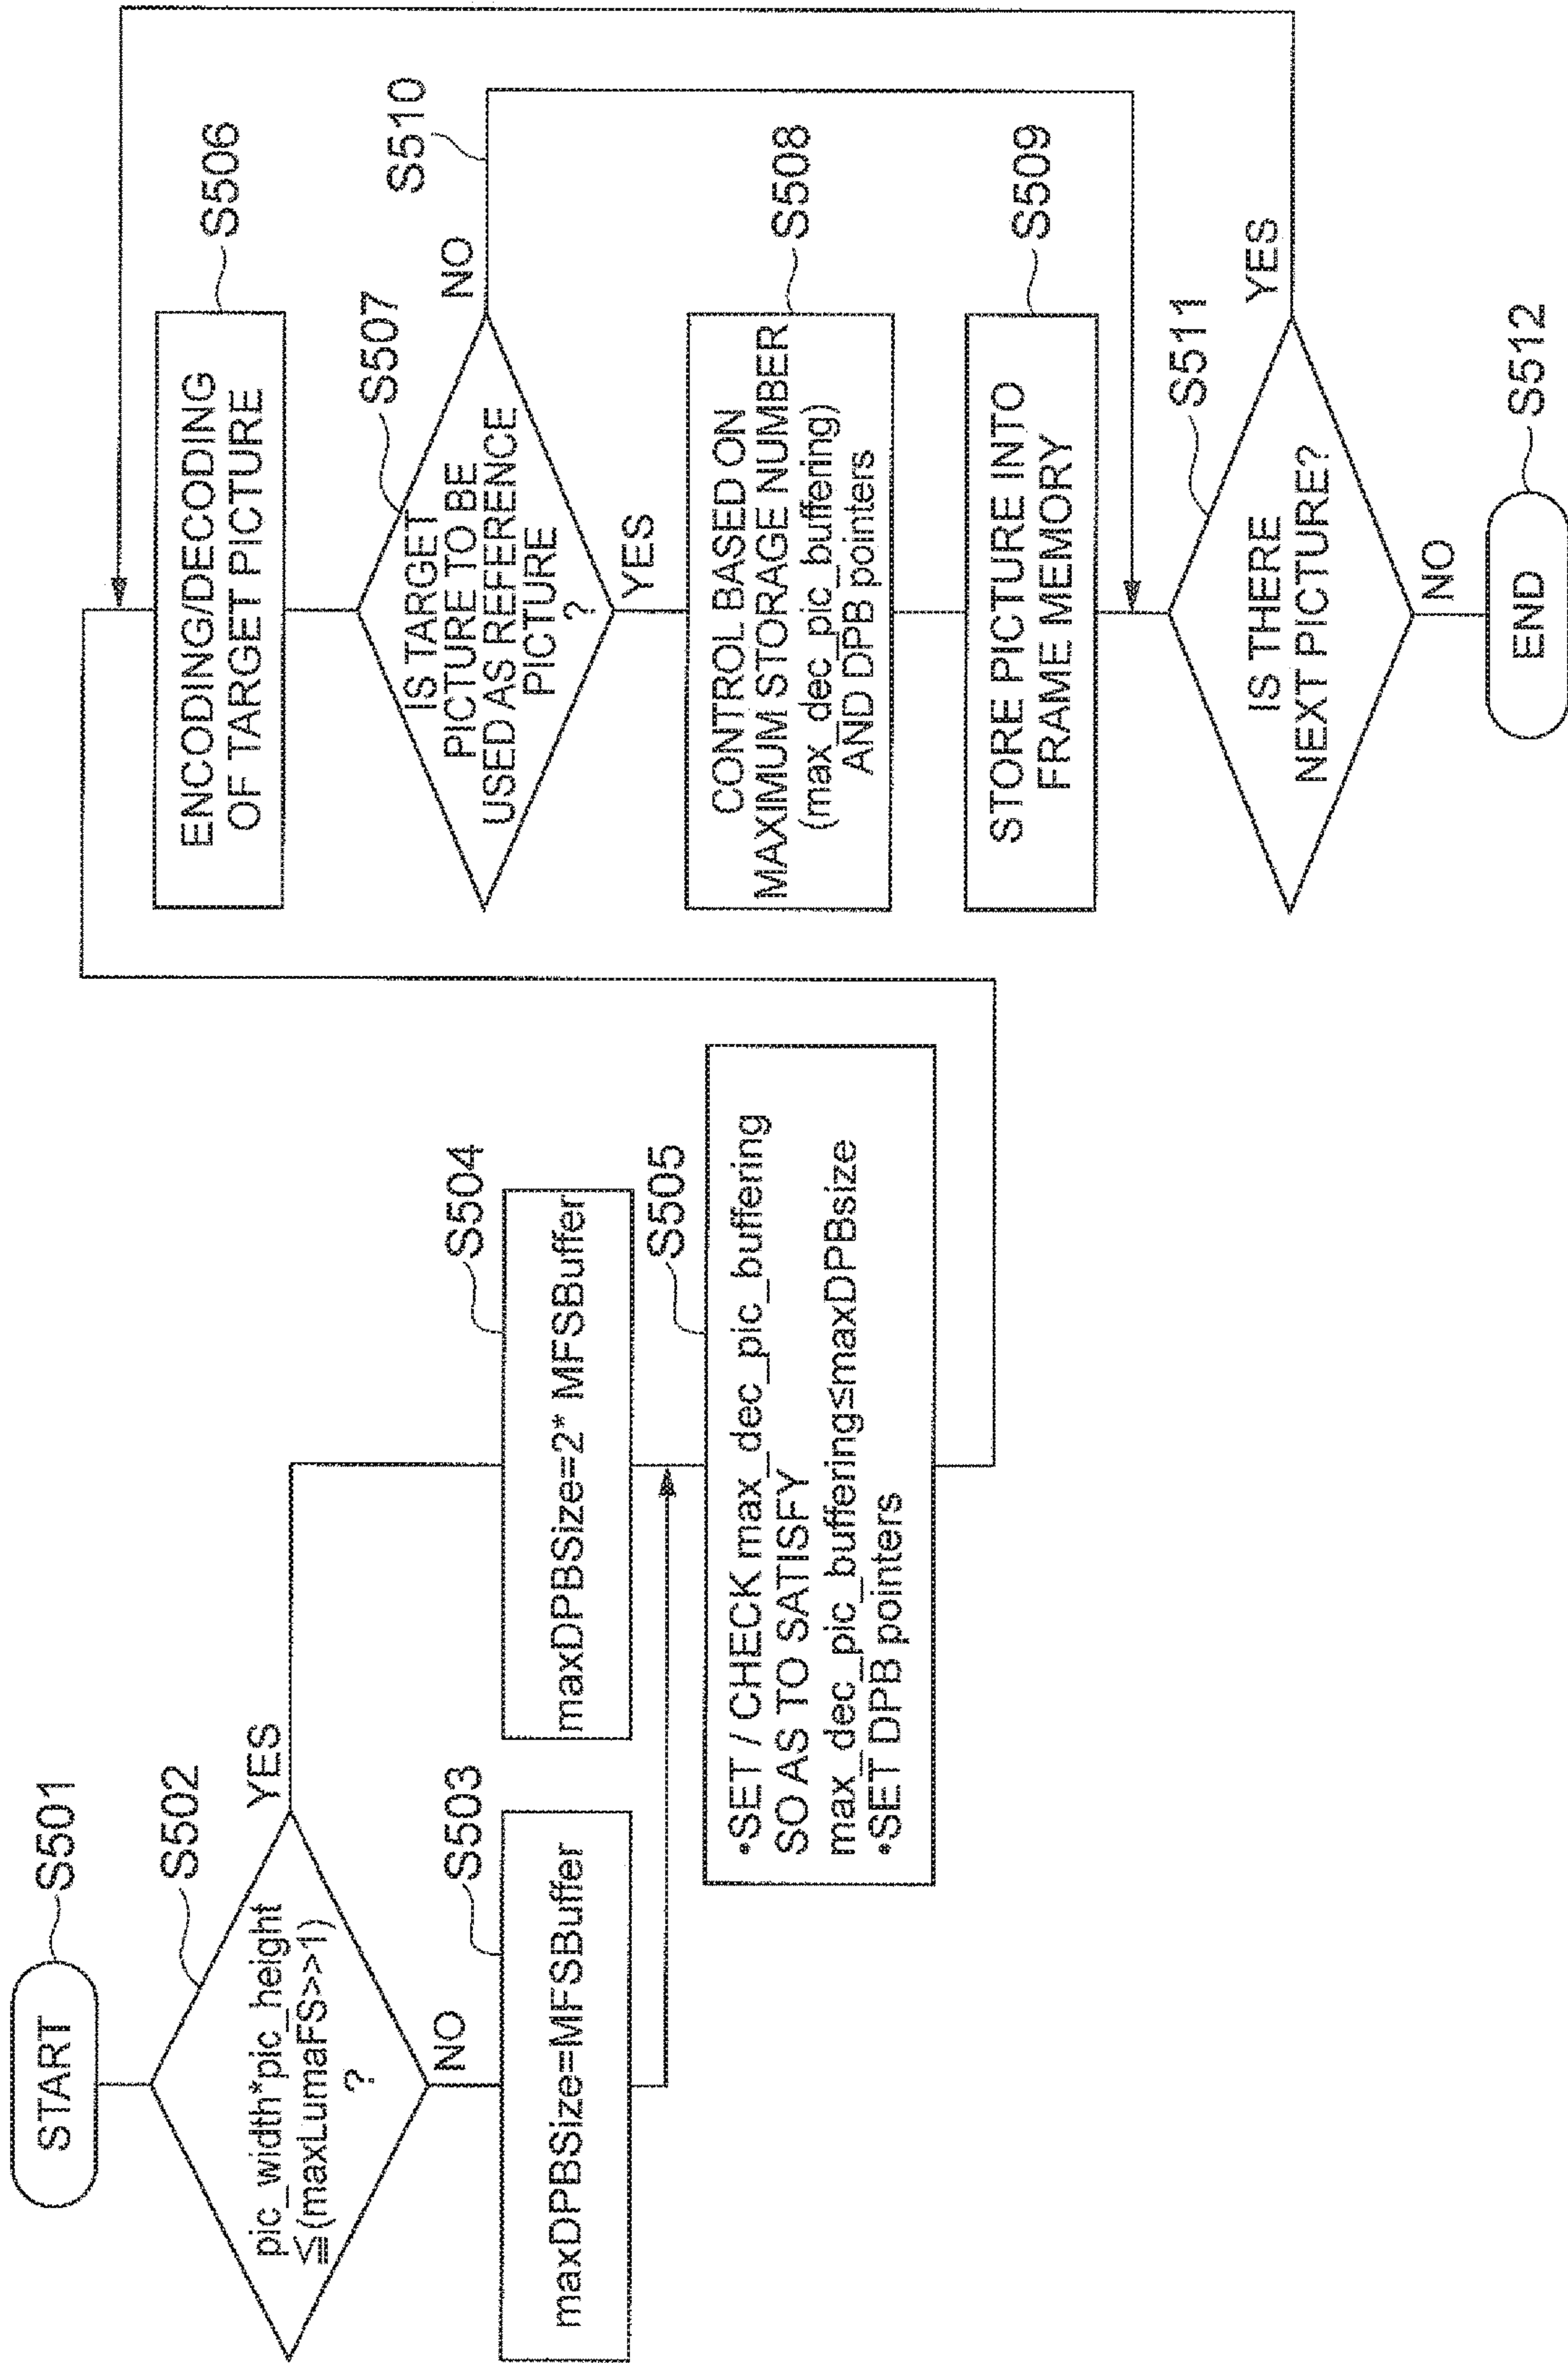 START
S501
pic_width*pic_height
≦(maxLumaFS>>1)
?
S502
YES
NO
maxDPBSize=MFSBuffer
S503
maxDPBSize=2* MFSBuffer
S504
•SET / CHECK max_dec_pic_buffering
SO AS TO SATISFY
max_dec_pic_buffering≤maxDPBsize
•SET DPB pointers
S505
ENCODING/DECODING
OF TARGET PICTURE
S506
IS TARGET
PICTURE TO BE
USED AS REFERENCE
PICTURE
?
S507
NO
S510
YES
CONTROL BASED ON
MAXIMUM STORAGE NUMBER
(max_dec_pic_buffering)
AND DPB pointers
S508
STORE PICTURE INTO
FRAME MEMORY
S509
IS THERE
NEXT PICTURE?
S511
YES
NO
END
S512